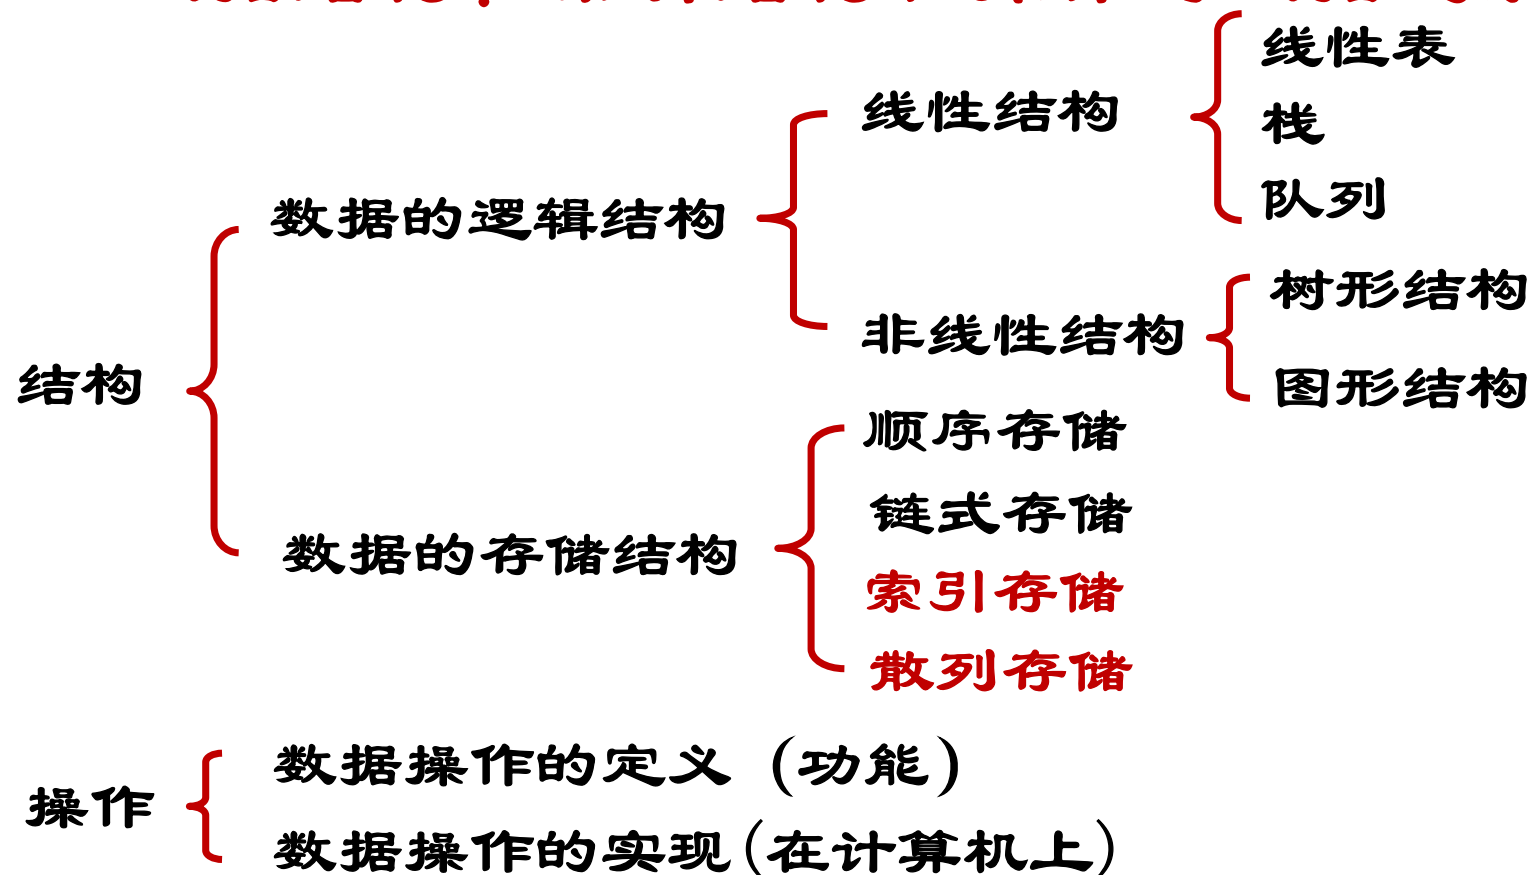 线性表
线性结构
栈
队列
数据的逻辑结构
树形结构
非线性结构
图形结构
结构
顺序存储
链式存储
数据的存储结构
索引存储
散列存储
数据操作的定义（功能）
操作
数据操作的实现(在计算机上)